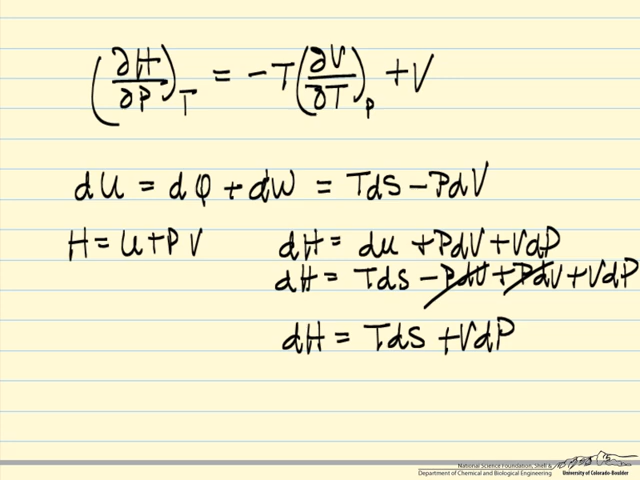 (∂H/∂P)_T = -T(∂V/∂T)_P + V
dU = dQ + dW = TdS - PdV
H = U + PV
dH = dU + PdV + VdP
dH = TdS - PdV + PdV + VdP
dH = TdS + VdP
National Science Foundation, Shell &
Department of Chemical and Biological Engineering
University of Colorado-Boulder